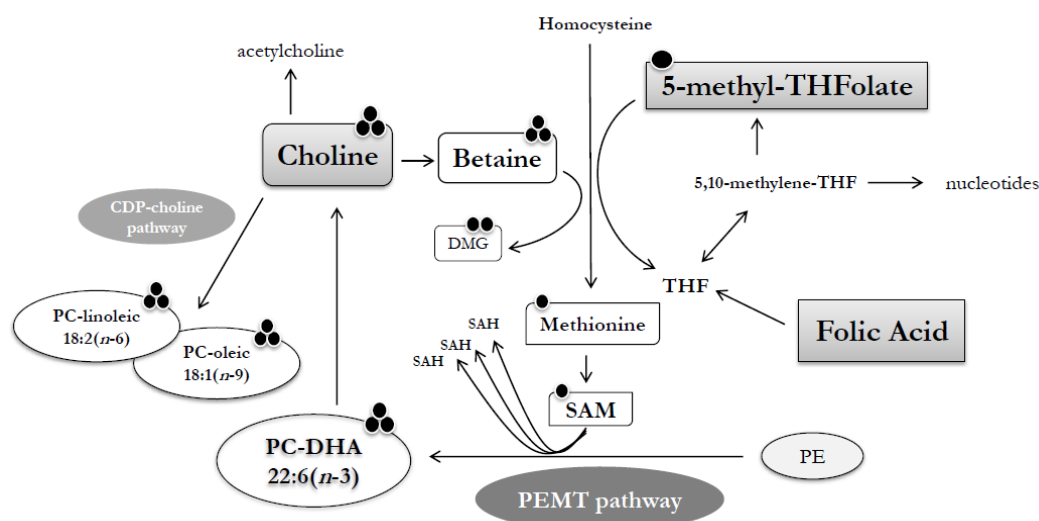 Homocysteine
acetylcholine
5-methyl-THFolate
Choline
Betaine
5,10-methylene-THF
nucleotides
CDP-choline
pathway
DMG
THF
PC-linoleic
18:2(n-6)
PC-oleic
18:1(n-9)
Methionine
Folic Acid
SAH
SAH
SAH
SAM
PC-DHA
22:6(n-3)
PE
PEMT pathway